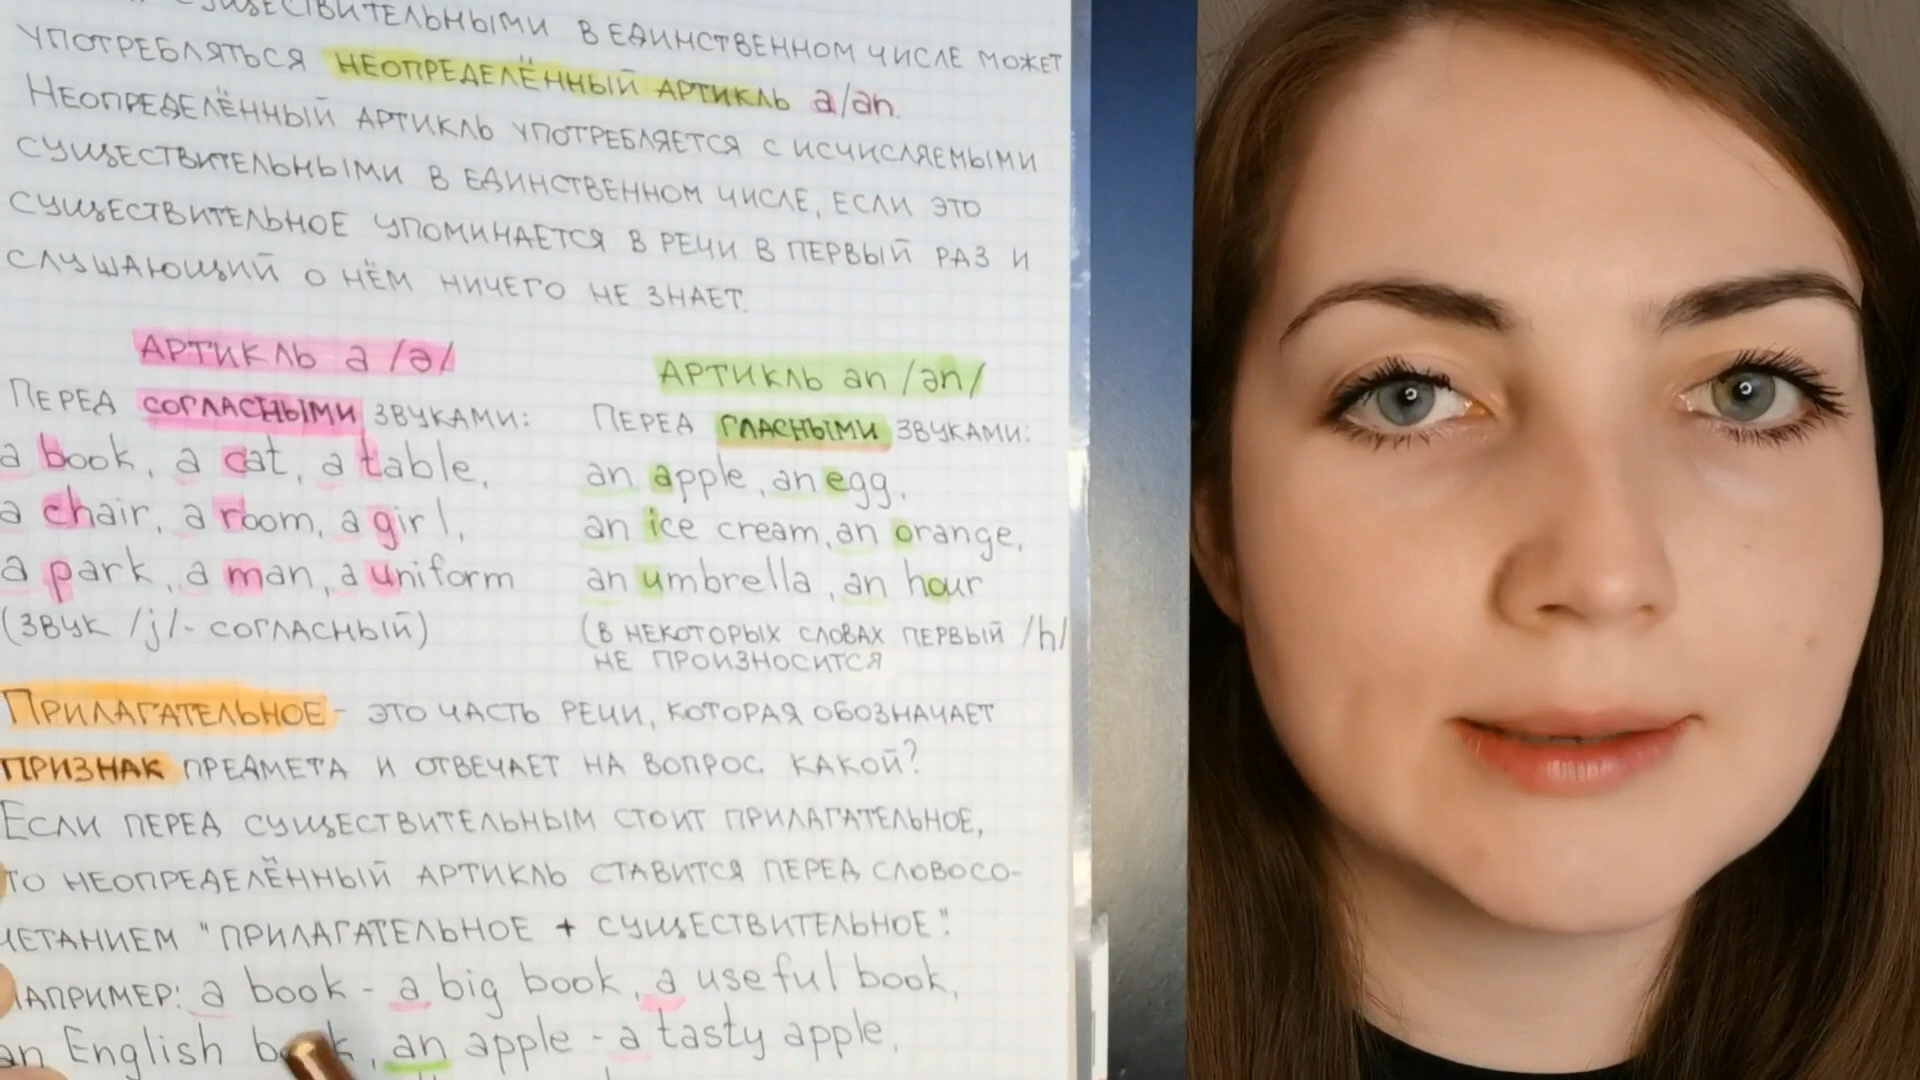 СУЩЕСТВИТЕЛЬНЫМИ В ЕДИНСТВЕННОМ ЧИСЛЕ МОЖЕТ
УПОТРЕБЛЯТЬСЯ НЕОПРЕДЕЛЁННЫЙ АРТИКЛЬ a/an.
НЕОПРЕДЕЛЁННЫЙ АРТИКЛЬ УПОТРЕБЛЯЕТСЯ С ИСЧИСЛЯЕМЫМИ
СУЩЕСТВИТЕЛЬНЫМИ В ЕДИНСТВЕННОМ ЧИСЛЕ, ЕСЛИ ЭТО
СУЩЕСТВИТЕЛЬНОЕ УПОМИНАЕТСЯ В РЕЧИ В ПЕРВЫЙ РАЗ И
СЛУШАЮЩИЙ О НЁМ НИЧЕГО НЕ ЗНАЕТ.
АРТИКЛЬ a /ə/
ПЕРЕД СОГЛАСНЫМИ ЗВУКАМИ:
a book, a cat, a table,
a chair, a room, a girl,
a park, a man, a uniform
(ЗВУК /j/- СОГЛАСНЫЙ)
АРТИКЛЬ an /ən/
ПЕРЕД ГЛАСНЫМИ ЗВУКАМИ:
an apple, an egg,
an ice cream, an orange,
an umbrella, an hour
(В НЕКОТОРЫХ СЛОВАХ ПЕРВЫЙ /h/
НЕ ПРОИЗНОСИТСЯ
ПРИЛАГАТЕЛЬНОЕ - ЭТО ЧАСТЬ РЕЧИ, КОТОРАЯ ОБОЗНАЧАЕТ
ПРИЗНАК ПРЕДМЕТА И ОТВЕЧАЕТ НА ВОПРОС КАКОЙ?
ЕСЛИ ПЕРЕД СУЩЕСТВИТЕЛЬНЫМ СТОИТ ПРИЛАГАТЕЛЬНОЕ,
ТО НЕОПРЕДЕЛЁННЫЙ АРТИКЛЬ СТАВИТСЯ ПЕРЕД СЛОВОСО-
ЧЕТАНИЕМ "ПРИЛАГАТЕЛЬНОЕ + СУЩЕСТВИТЕЛЬНОЕ".
НАПРИМЕР: a book - a big book, a useful book,
an English book, an apple - a tasty apple,